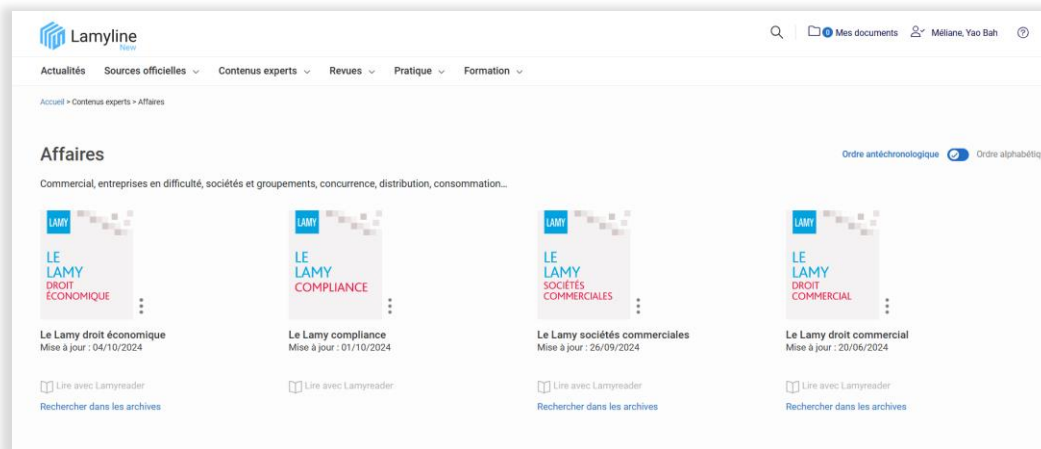 Lamyline
New
0 Mes documents
Méliane, Yao Bah
Actualités
Sources officielles
Contenus experts
Revues
Pratique
Formation
Accueil > Contenus experts > Affaires
Affaires
Ordre antéchronologique
Ordre alphabétiq
Commercial, entreprises en difficulté, sociétés et groupements, concurrence, distribution, consommation...
LAMY
LE
LAMY
DROIT
ÉCONOMIQUE
Le Lamy droit économique
Mise à jour : 04/10/2024
Lire avec Lamyreader
Rechercher dans les archives
LAMY
LE
LAMY
COMPLIANCE
Le Lamy compliance
Mise à jour : 01/10/2024
Lire avec Lamyreader
LAMY
LE
LAMY
SOCIÉTÉS
COMMERCIALES
Le Lamy sociétés commerciales
Mise à jour : 26/09/2024
Lire avec Lamyreader
Rechercher dans les archives
LAMY
LE
LAMY
DROIT
COMMERCIAL
Le Lamy droit commercial
Mise à jour : 20/06/2024
Lire avec Lamyreader
Rechercher dans les archives